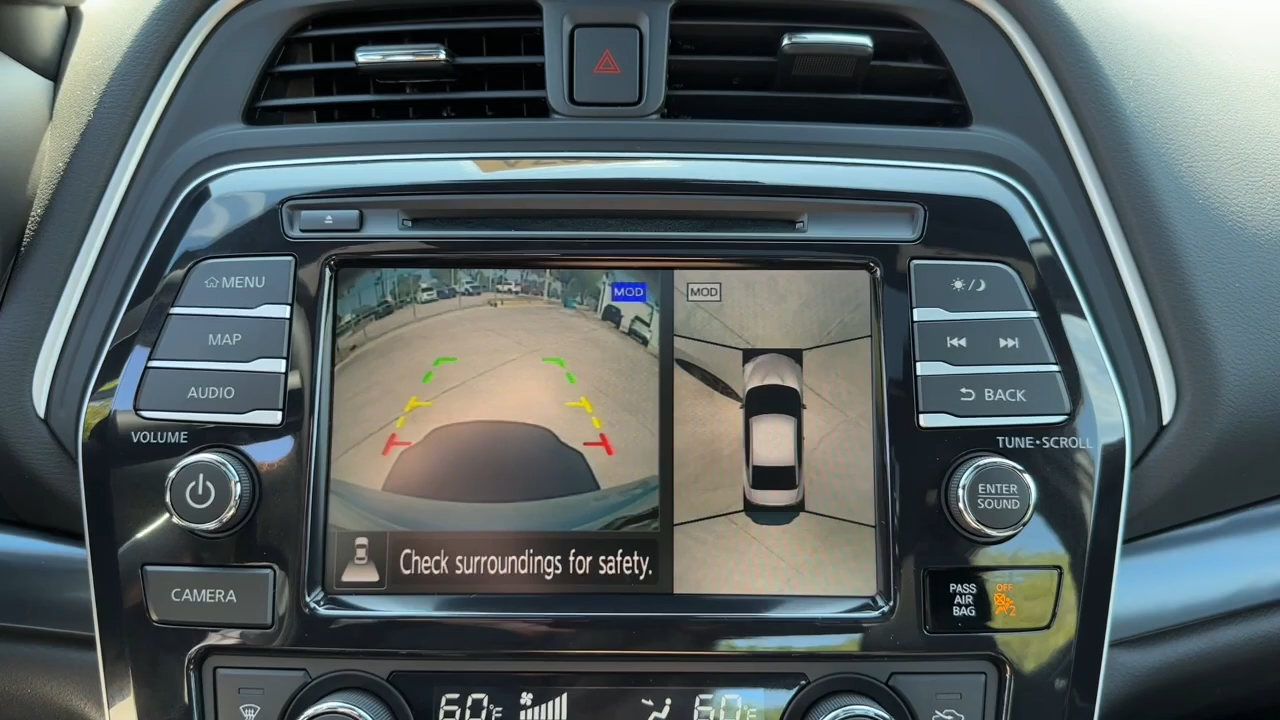 MENU
MAP
AUDIO
VOLUME
CAMERA
MOD
MOD
Check surroundings for safety.
BACK
TUNE•SCROLL
ENTER
SOUND
PASS
AIR
BAG
OFF
2
60°F
60°F